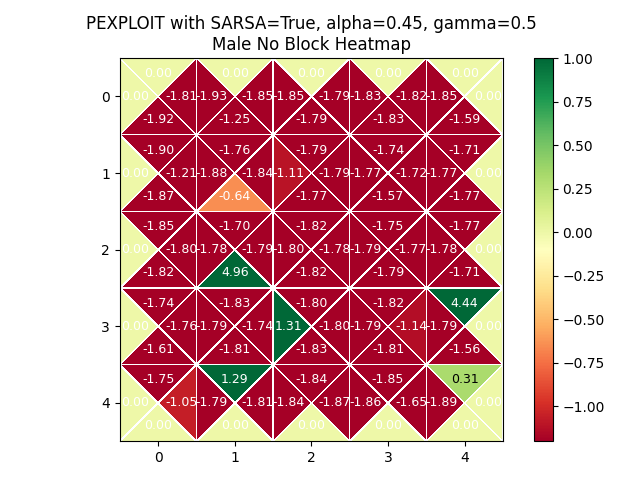 PEXPLOIT with SARSA=True, alpha=0.45, gamma=0.5
Male No Block Heatmap
0.00 0.00 0.00 0.00 0.00 1.00
0 0.00 -1.81 -1.93 -1.85 -1.85 -1.79 -1.83 -1.82 -1.85 0.00
-1.92 -1.25 -1.79 -1.83 -1.59 0.75
-1.90 -1.76 -1.79 -1.74 -1.71
1 0.00 -1.21 -1.88 -1.84 -1.11 -1.79 -1.77 -1.72 -1.77 0.00 0.50
-1.87 -0.64 -1.77 -1.57 -1.77 0.25
-1.85 -1.70 -1.82 -1.75 -1.77 0.00
2 0.00 -1.80 -1.78 -1.79 -1.80 -1.78 -1.79 -1.77 -1.78 0.00
-1.82 4.96 -1.82 -1.79 -1.71 −0.25
-1.74 -1.83 -1.80 -1.82 4.44 −0.50
3 0.00 -1.76 -1.79 -1.74 1.31 -1.80 -1.79 -1.14 -1.79 0.00
-1.61 -1.81 -1.83 -1.81 -1.56 −0.75
-1.75 1.29 -1.84 -1.85 0.31
4 0.00 -1.05 -1.79 -1.81 -1.84 -1.87 -1.86 -1.65 -1.89 0.00 −1.00
0.00 0.00 0.00 0.00 0.00
0 1 2 3 4